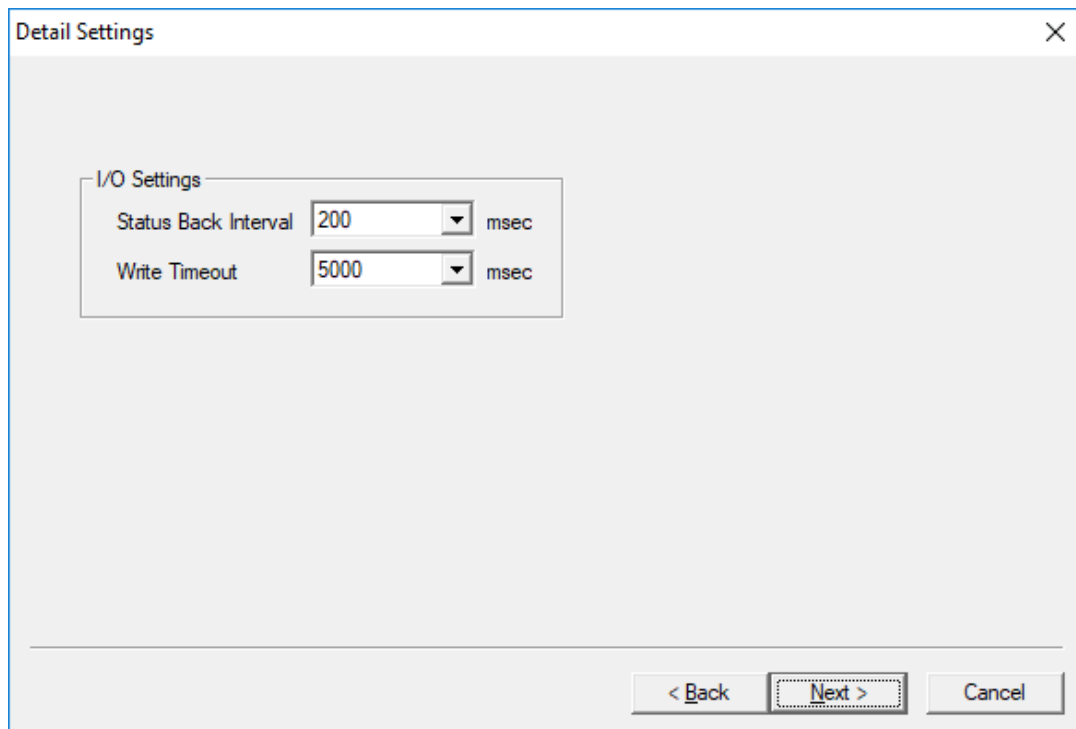 Detail Settings
I/O Settings
Status Back Interval 200 msec
Write Timeout 5000 msec
< Back Next > Cancel